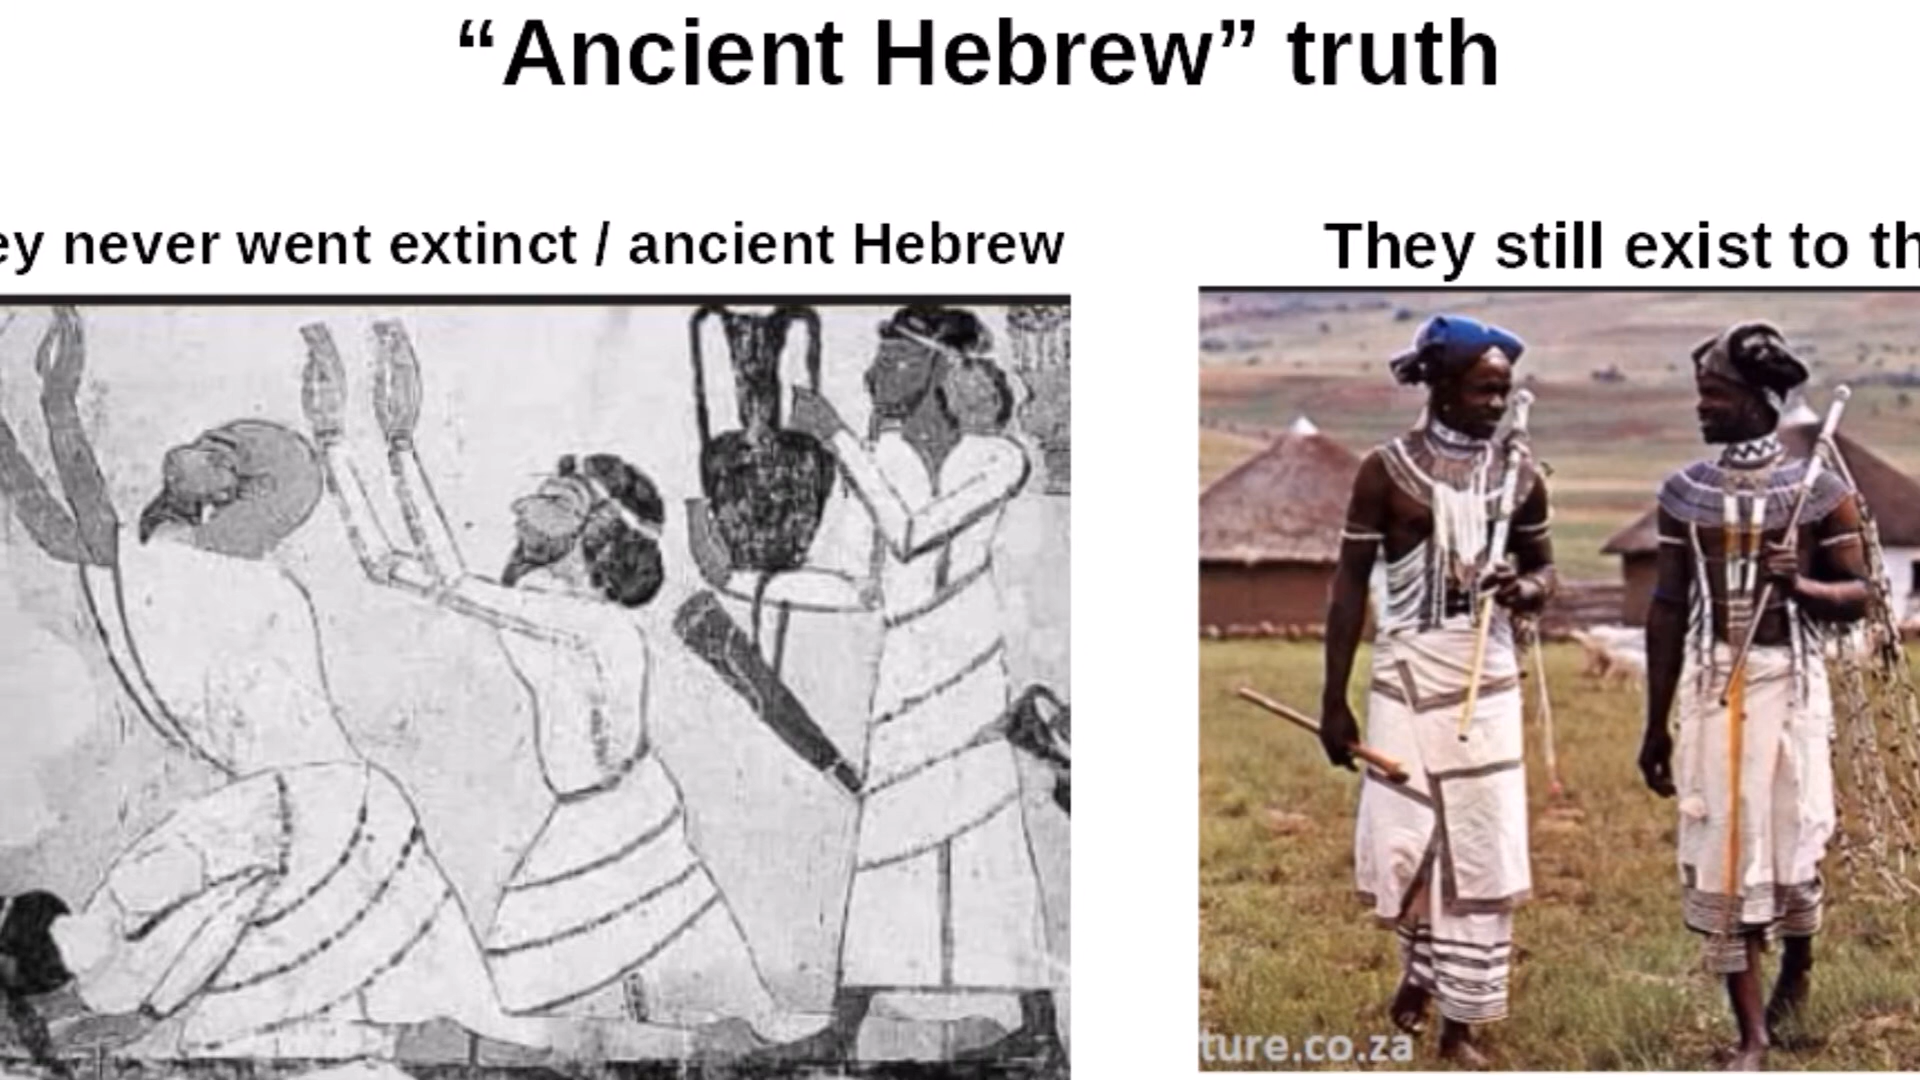 “Ancient Hebrew” truth
ey never went extinct / ancient Hebrew
They still exist to th
ture.co.za